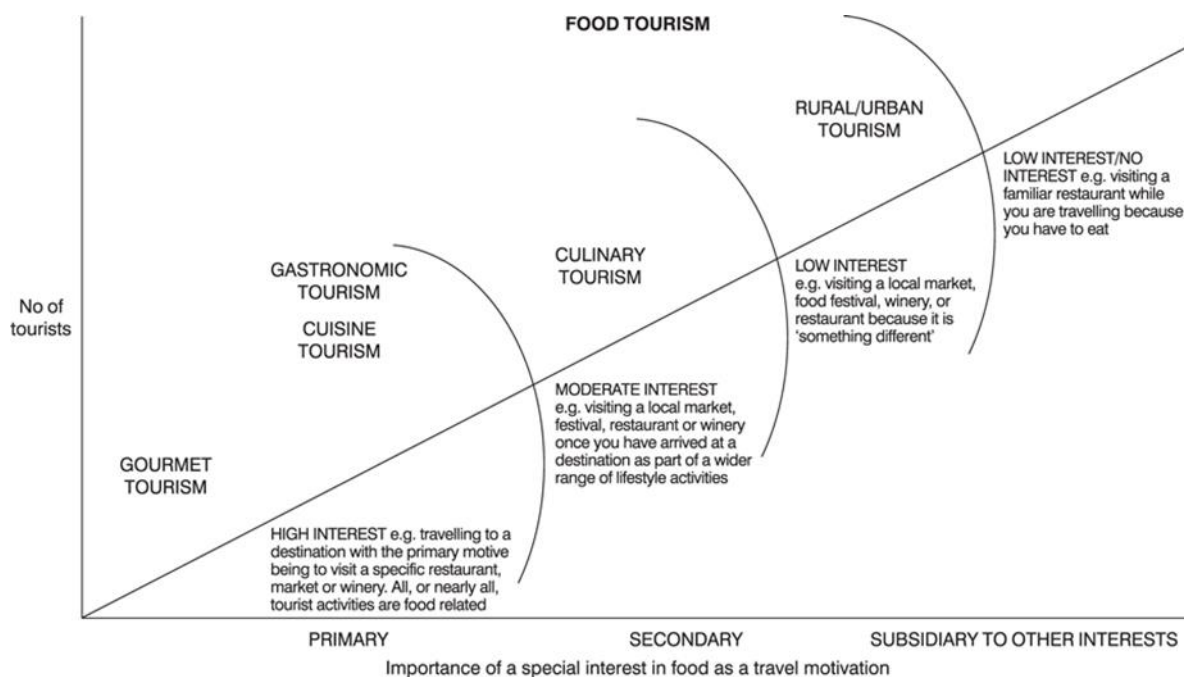 FOOD TOURISM
RURAL/URBAN
TOURISM
LOW INTEREST/NO
INTEREST e.g. visiting a
familiar restaurant while
you are travelling because
you have to eat
CULINARY
TOURISM
LOW INTEREST
e.g. visiting a local market,
food festival, winery, or
restaurant because it is
‘something different’
GASTRONOMIC
TOURISM
CUISINE
TOURISM
No of
tourists
MODERATE INTEREST
e.g. visiting a local market,
festival, restaurant or winery
once you have arrived at a
destination as part of a wider
range of lifestyle activities
GOURMET
TOURISM
HIGH INTEREST e.g. travelling to a
destination with the primary motive
being to visit a specific restaurant,
market or winery. All, or nearly all,
tourist activities are food related
PRIMARY
SECONDARY
SUBSIDIARY TO OTHER INTERESTS
Importance of a special interest in food as a travel motivation